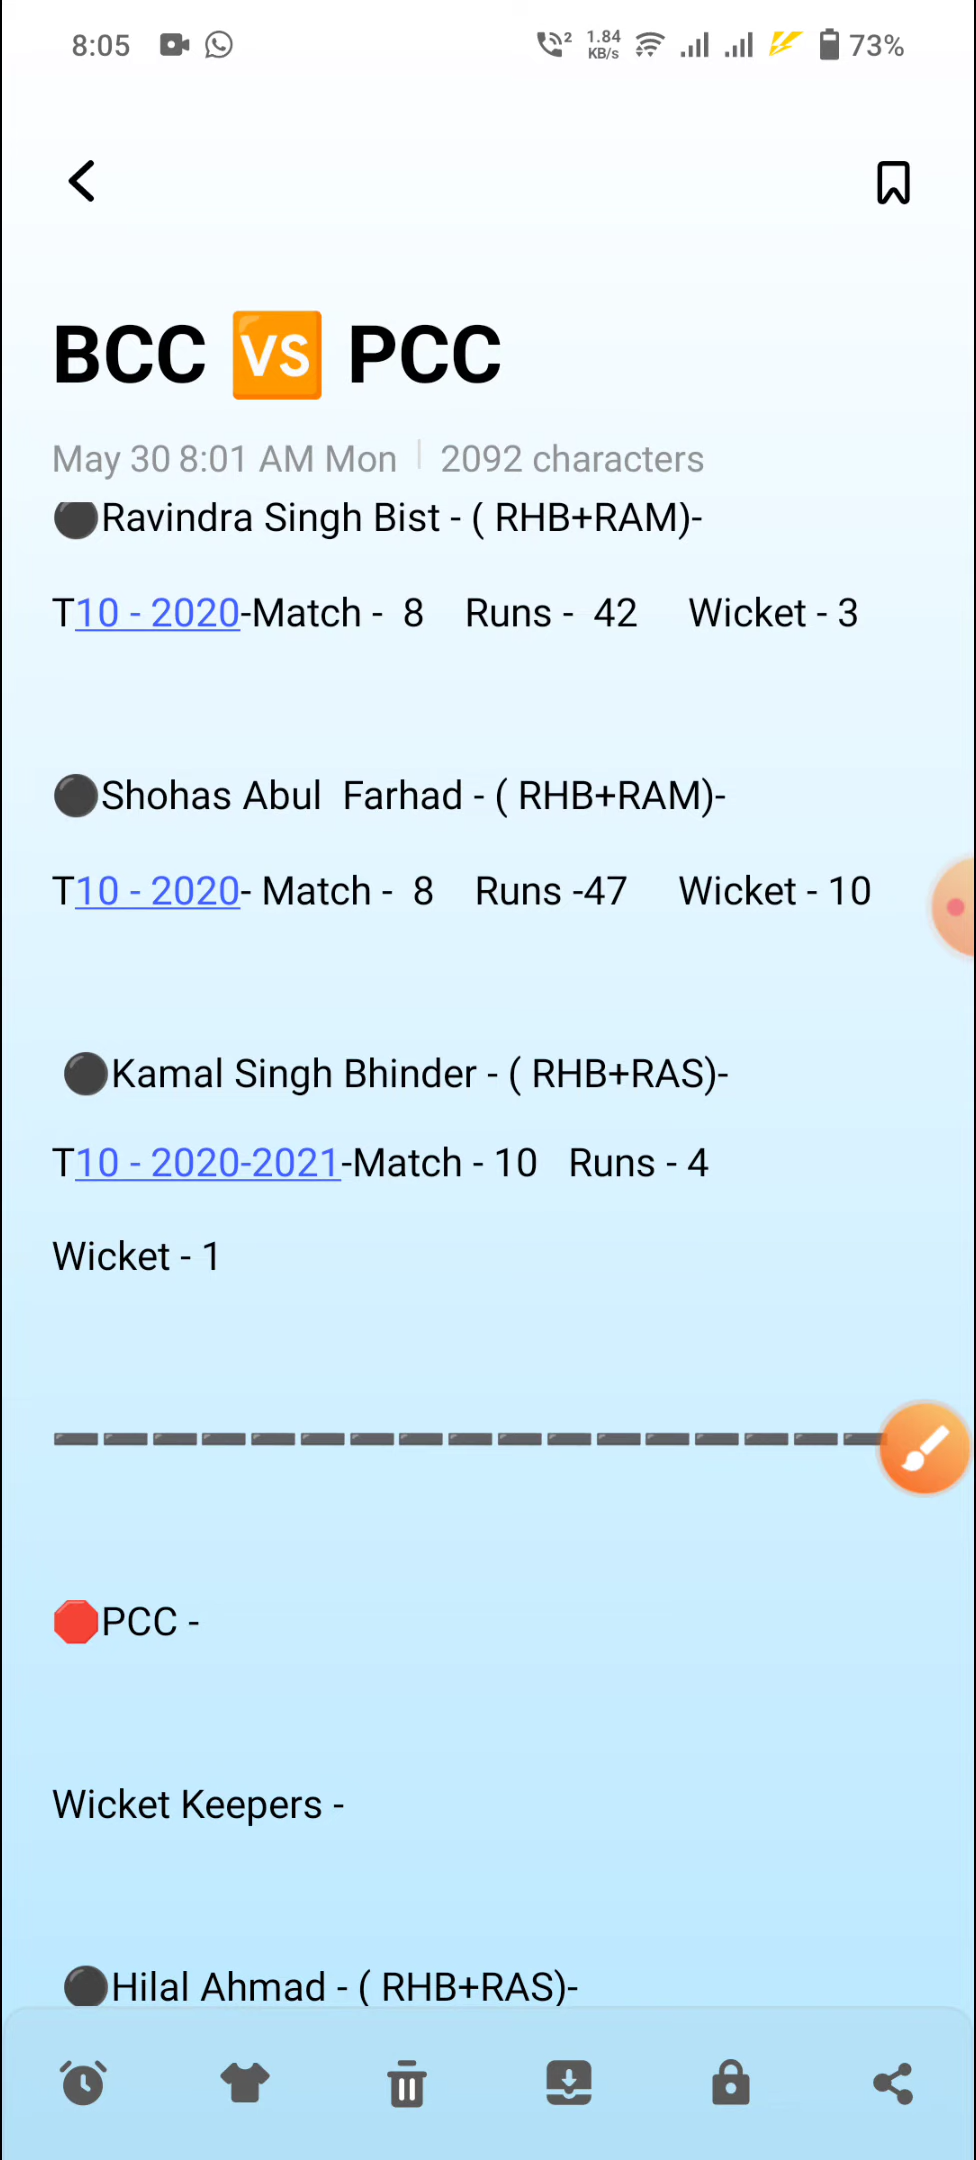 8:05 2 1.84 KB/s 73%
BCC VS PCC
May 30 8:01 AM Mon | 2092 characters
⚫Ravindra Singh Bist - ( RHB+RAM)-
T10 - 2020-Match - 8 Runs - 42 Wicket - 3
⚫Shohas Abul Farhad - ( RHB+RAM)-
T10 - 2020- Match - 8 Runs -47 Wicket - 10
⚫Kamal Singh Bhinder - ( RHB+RAS)-
T10 - 2020-2021-Match - 10 Runs - 4
Wicket - 1
➖➖➖➖➖➖➖➖➖➖➖➖➖➖➖➖➖
🛑PCC -
Wicket Keepers -
⚫Hilal Ahmad - ( RHB+RAS)-